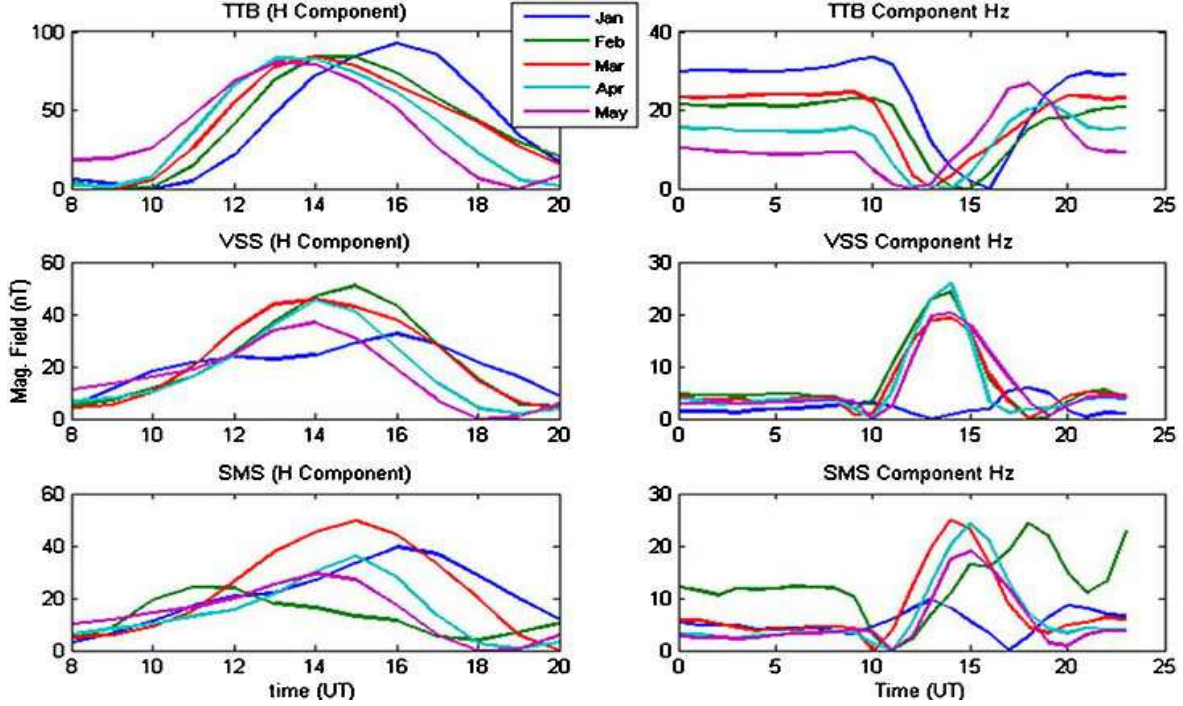 TTB (H Component)
100
50
0
8 10 12 14 16 18 20
Jan
Feb
Mar
Apr
May
TTB Component Hz
40
20
0
0 5 10 15 20 25
VSS (H Component)
60
40
20
0
8 10 12 14 16 18 20
Mag. Field (nT)
VSS Component Hz
30
20
10
0
0 5 10 15 20 25
SMS (H Component)
60
40
20
0
8 10 12 14 16 18 20
time (UT)
SMS Component Hz
30
20
10
0
0 5 10 15 20 25
Time (UT)